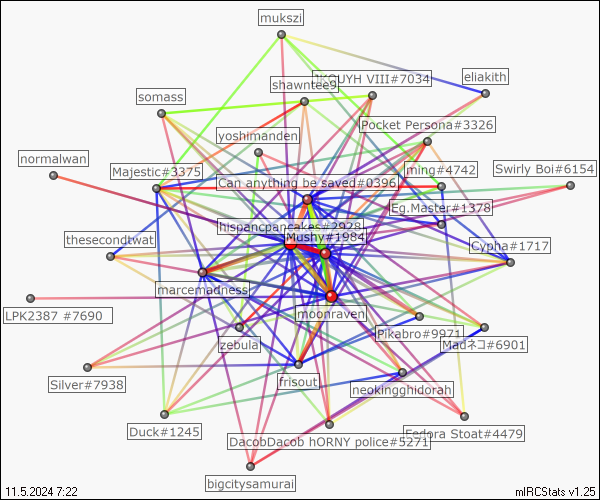 mukszi
JKOUYH VIII#7034
eliakith
shawntee9
somass
Pocket Persona#3326
yoshimanden
normalwan
ming#4742
Swirly Boi#6154
Majestic#3375
Can anything be saved#0396
Eg.Master#1378
hispancpancakes#2928
Mushy#1984
thesecondtwat
Cypha#1717
marcemadness
LPK2387 #7690
moonraven
Pikabro#9971
zebula
Madネコ#6901
Silver#7938
frisout
neokingghidorah
Duck#1245
DacobDacob hORNY police#5271
Fedora Stoat#4479
bigcitysamurai
11.5.2024 7:22
mIRCStats v1.25